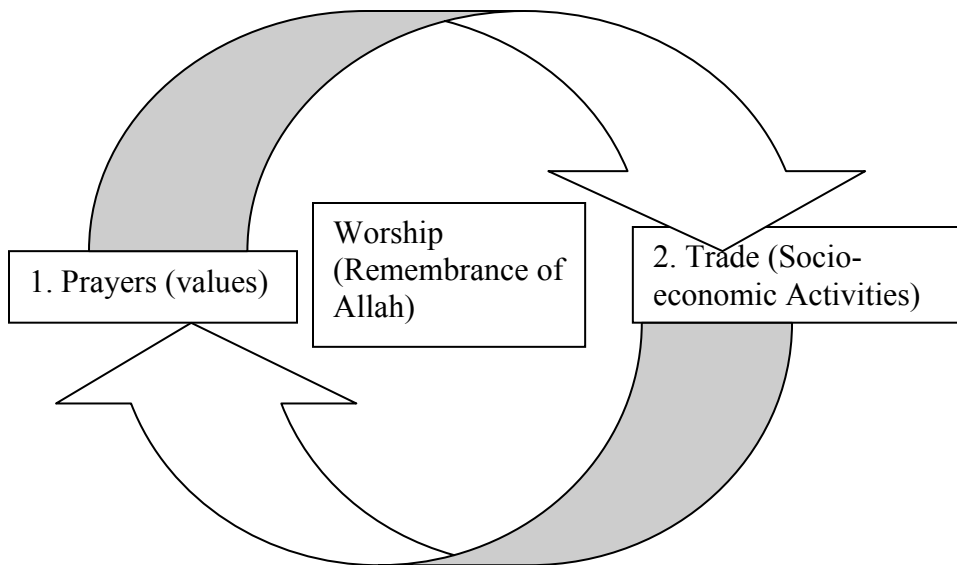 1. Prayers (values)
Worship
(Remembrance of
Allah)
2. Trade (Socio-
economic Activities)